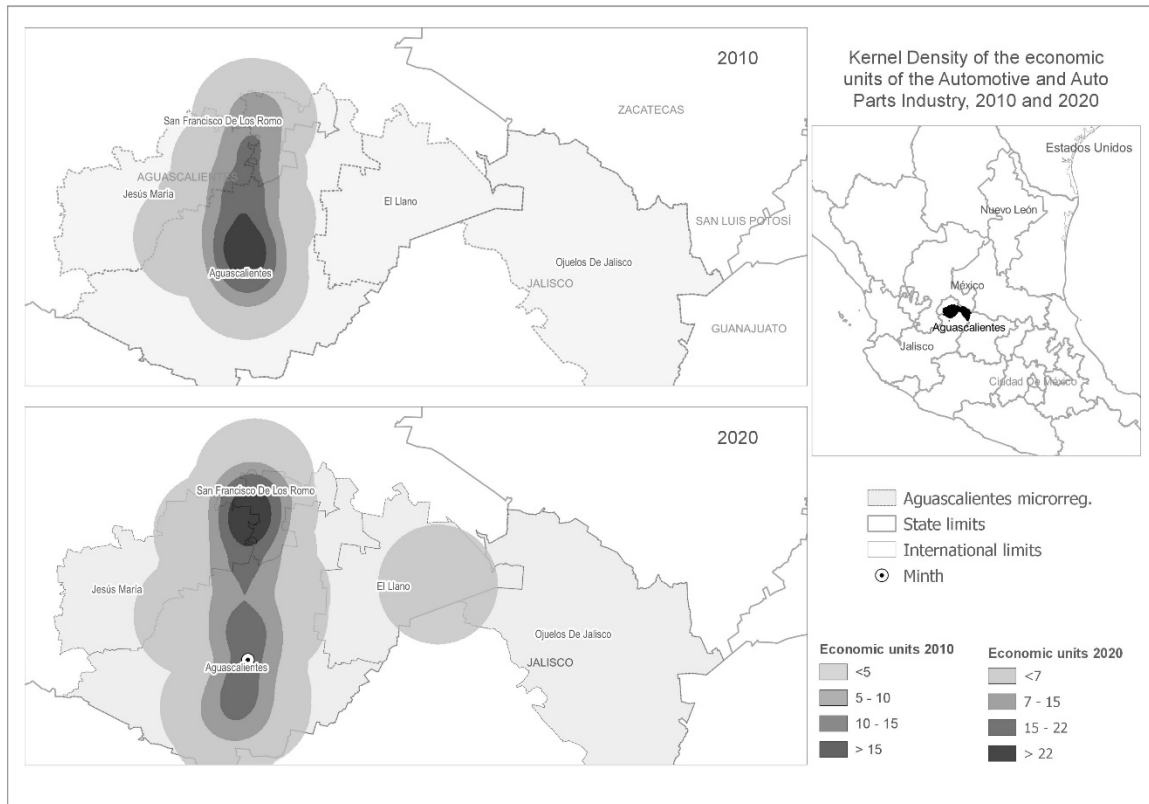 2010
ZACATECAS
San Francisco De Los Romo
AGUASCALIENTES
Jesús María
El Llano
SAN LUIS POTOSÍ
Ojuelos De Jalisco
Aguascalientes
JALISCO
GUANAJUATO
2020
San Francisco De Los Romo
Jesús María
El Llano
Ojuelos De Jalisco
Aguascalientes
JALISCO
Kernel Density of the economic
units of the Automotive and Auto
Parts Industry, 2010 and 2020
Estados Unidos
Nuevo León
México
Aguascalientes
Jalisco
Ciudad De México
Aguascalientes microrreg.
State limits
International limits
Minth
Economic units 2010
<5
5 - 10
10 - 15
> 15
Economic units 2020
<7
7 - 15
15 - 22
> 22